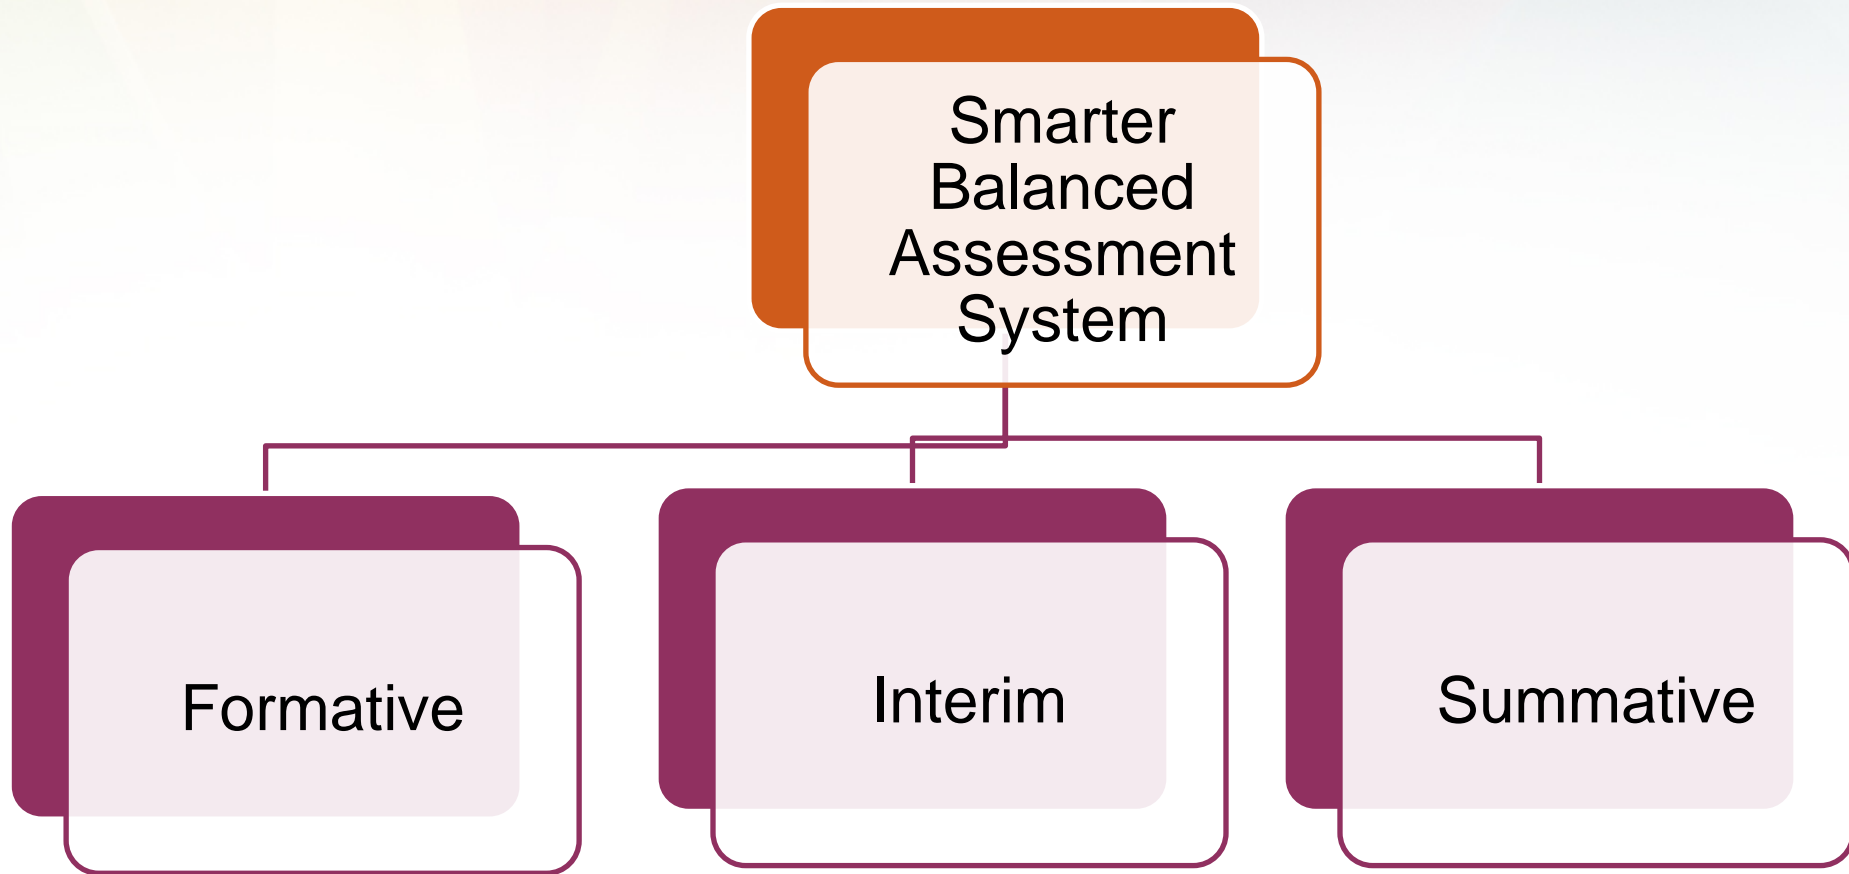 Smarter
Balanced
Assessment
System
Formative
Interim
Summative